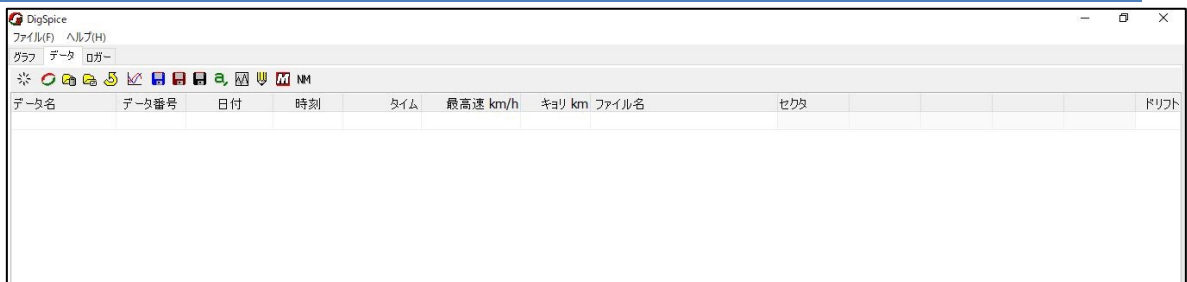 DigSpice
ファイル(F) ヘルプ(H)
グラフ データ ロガー
a, M NM
データ名 データ番号 日付 時刻 タイム 最高速 km/h キョリ km ファイル名 セクタ ドリフト